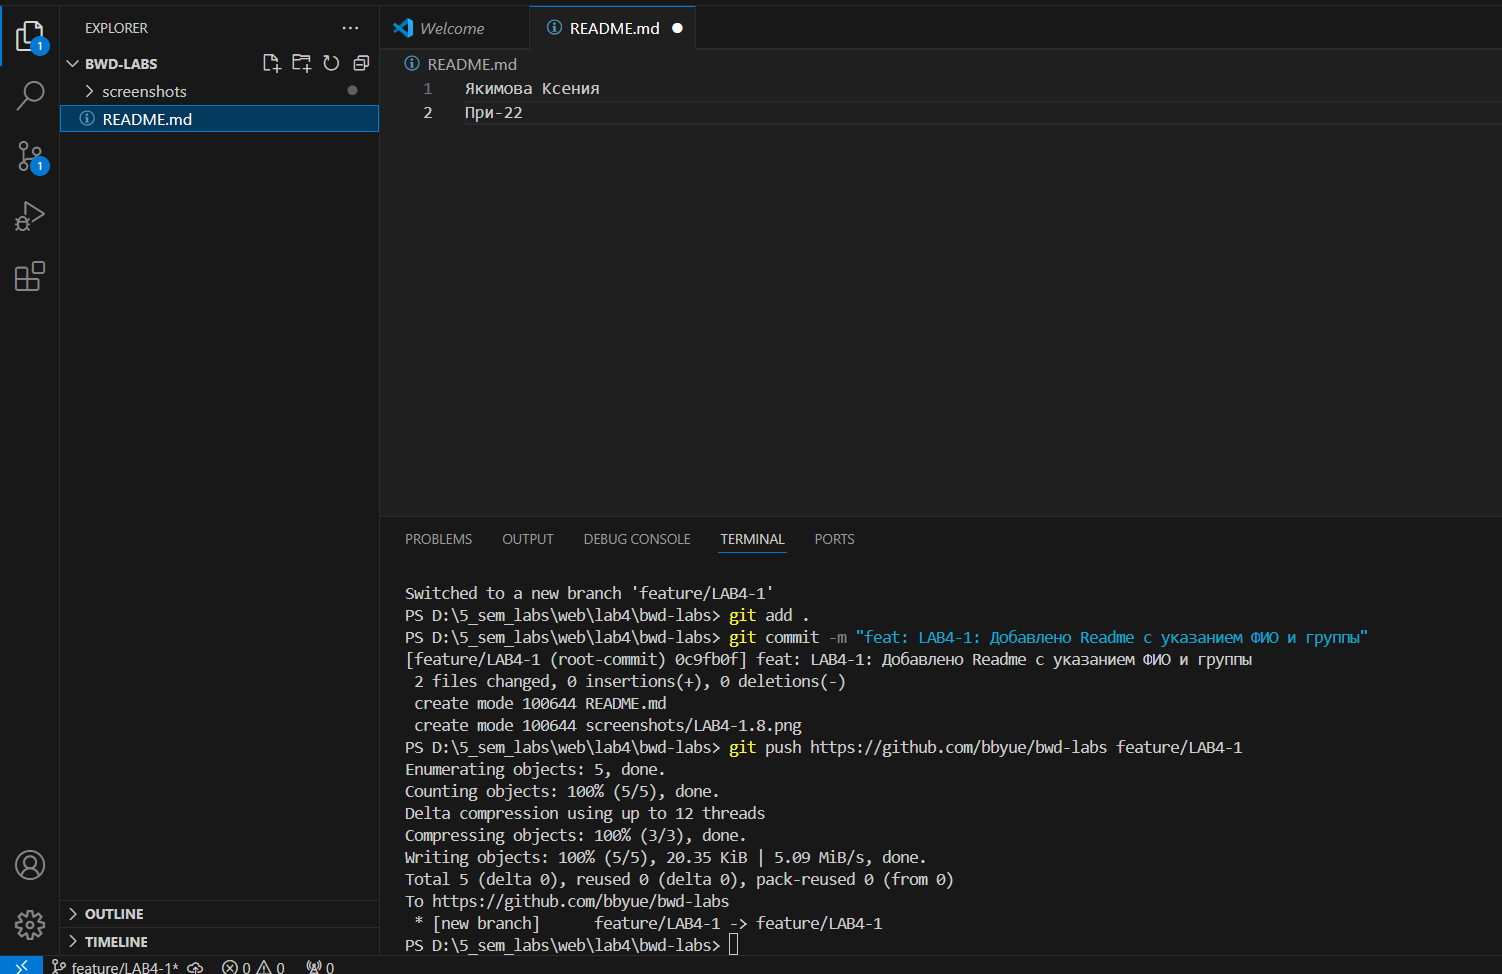 EXPLORER
BWD-LABS
screenshots
README.md
1
1
OUTLINE
TIMELINE
Welcome
README.md
README.md
1 Якимова Ксения
2 При-22
PROBLEMS OUTPUT DEBUG CONSOLE TERMINAL PORTS
Switched to a new branch 'feature/LAB4-1'
PS D:\5_sem_labs\web\lab4\bwd-labs> git add .
PS D:\5_sem_labs\web\lab4\bwd-labs> git commit -m "feat: LAB4-1: Добавлено Readme с указанием ФИО и группы"
[feature/LAB4-1 (root-commit) 0c9fb0f] feat: LAB4-1: Добавлено Readme с указанием ФИО и группы
 2 files changed, 0 insertions(+), 0 deletions(-)
 create mode 100644 README.md
 create mode 100644 screenshots/LAB4-1.8.png
PS D:\5_sem_labs\web\lab4\bwd-labs> git push https://github.com/bbyue/bwd-labs feature/LAB4-1
Enumerating objects: 5, done.
Counting objects: 100% (5/5), done.
Delta compression using up to 12 threads
Compressing objects: 100% (3/3), done.
Writing objects: 100% (5/5), 20.35 KiB | 5.09 MiB/s, done.
Total 5 (delta 0), reused 0 (delta 0), pack-reused 0 (from 0)
To https://github.com/bbyue/bwd-labs
 * [new branch]      feature/LAB4-1 -> feature/LAB4-1
PS D:\5_sem_labs\web\lab4\bwd-labs>
feature/LAB4-1* 0 0 0